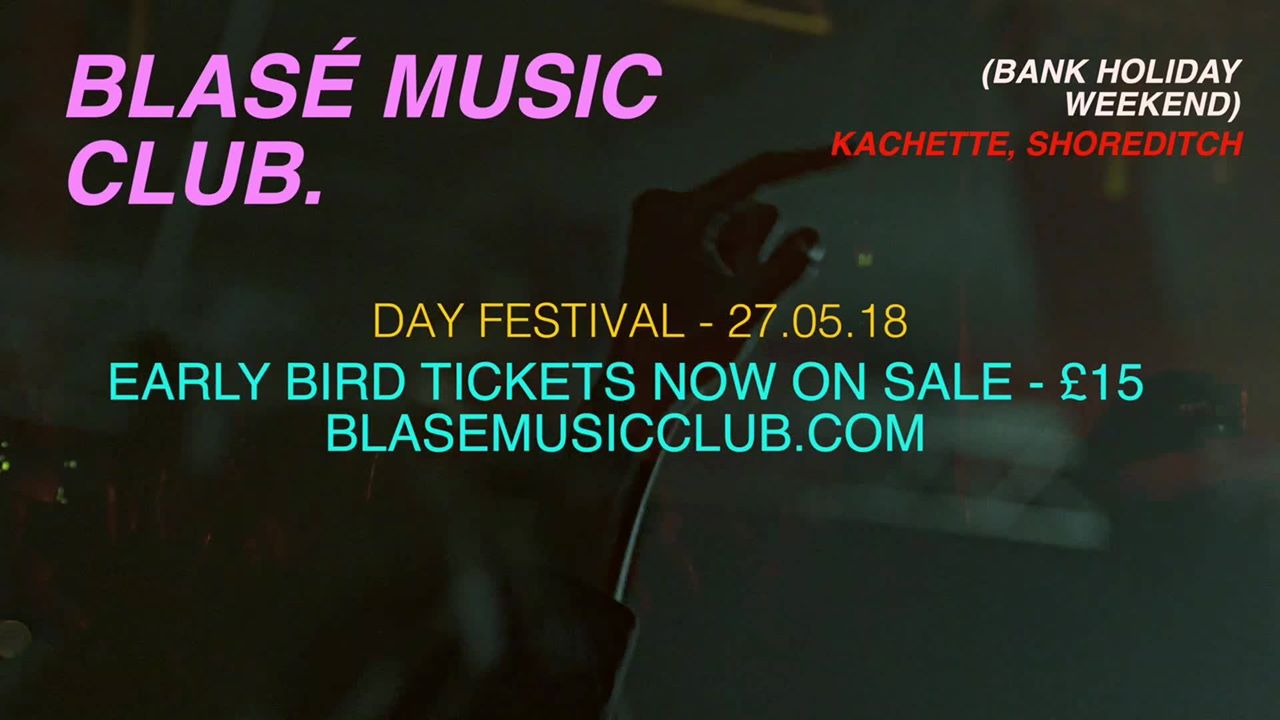 BLASÉ MUSIC
CLUB.
(BANK HOLIDAY
WEEKEND)
KACHETTE, SHOREDITCH
DAY FESTIVAL - 27.05.18
EARLY BIRD TICKETS NOW ON SALE - £15
BLASEMUSICCLUB.COM